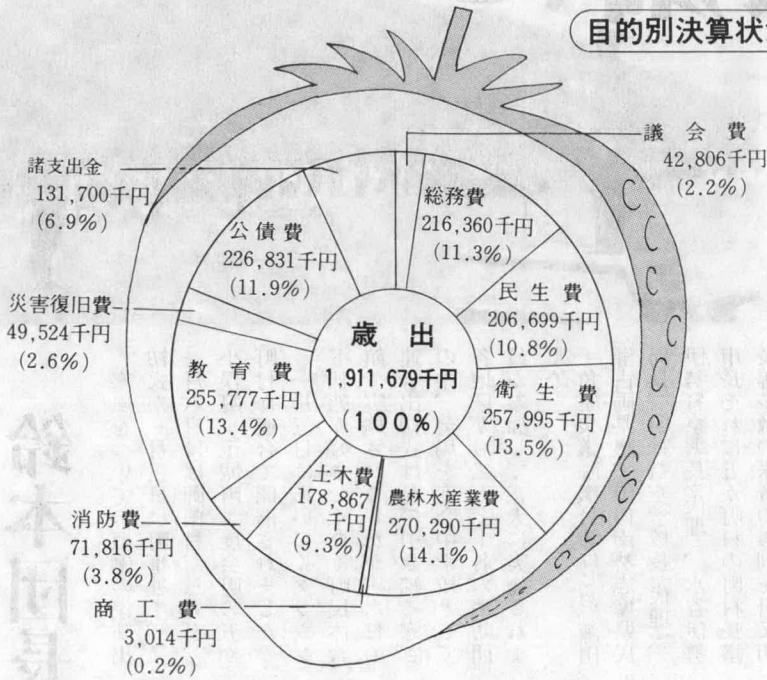 目的別決算状
議会費
42,806千円
(2.2%)
総務費
216,360千円
(11.3%)
民生費
206,699千円
(10.8%)
衛生費
257,995千円
(13.5%)
農林水産業費
270,290千円
(14.1%)
商工費
3,014千円
(0.2%)
土木費
178,867
千円
(9.3%)
消防費
71,816千円
(3.8%)
教育費
255,777千円
(13.4%)
災害復旧費
49,524千円
(2.6%)
公債費
226,831千円
(11.9%)
諸支出金
131,700千円
(6.9%)
歳出
1,911,679千円
(100%)